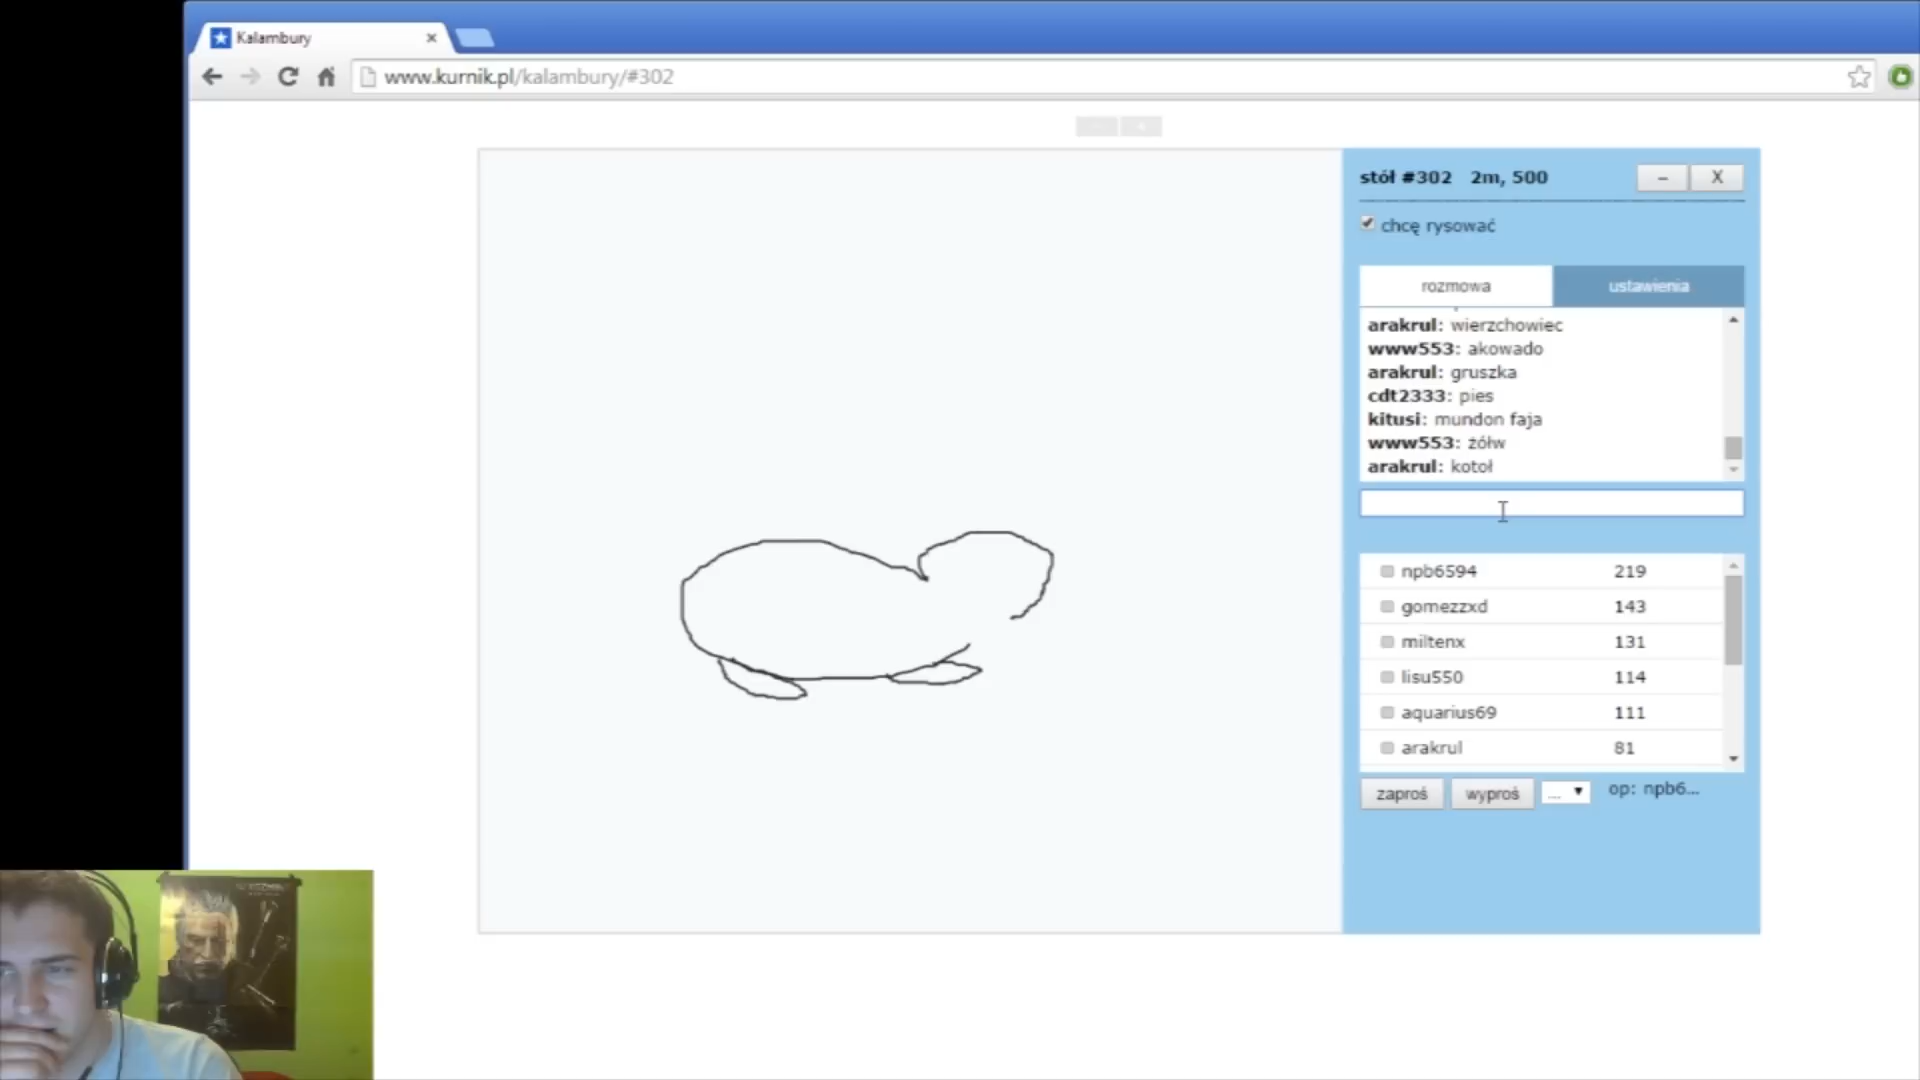 Kalambury
www.kurnik.pl/kalambury/#302
stół #302 2m, 500
– X
chcę rysować
rozmowa ustawienia
arakrul: wierzchowiec
www553: akowado
arakrul: gruszka
cdt2333: pies
kitusi: mundon faja
www553: żółw
arakrul: kotoł
npb6594 219
gomezzxd 143
miltenx 131
lisu550 114
aquarius69 111
arakrul 81
zaproś wyproś ... op: npb6...